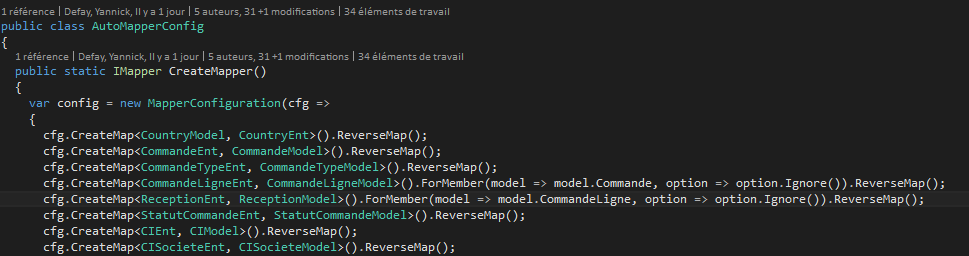 1 référence | Defay, Yannick, Il y a 1 jour | 5 auteurs, 31 +1 modifications | 34 éléments de travail
public class AutoMapperConfig
{
1 référence | Defay, Yannick, Il y a 1 jour | 5 auteurs, 31 +1 modifications | 34 éléments de travail
public static IMapper CreateMapper()
{
var config = new MapperConfiguration(cfg =>
{
cfg.CreateMap<CountryModel, CountryEnt>().ReverseMap();
cfg.CreateMap<CommandeEnt, CommandeModel>().ReverseMap();
cfg.CreateMap<CommandeTypeEnt, CommandeTypeModel>().ReverseMap();
cfg.CreateMap<CommandeLigneEnt, CommandeLigneModel>().ForMember(model => model.Commande, option => option.Ignore()).ReverseMap();
cfg.CreateMap<ReceptionEnt, ReceptionModel>().ForMember(model => model.CommandeLigne, option => option.Ignore()).ReverseMap();
cfg.CreateMap<StatutCommandeEnt, StatutCommandeModel>().ReverseMap();
cfg.CreateMap<CIEnt, CIModel>().ReverseMap();
cfg.CreateMap<CISocieteEnt, CISocieteModel>().ReverseMap();